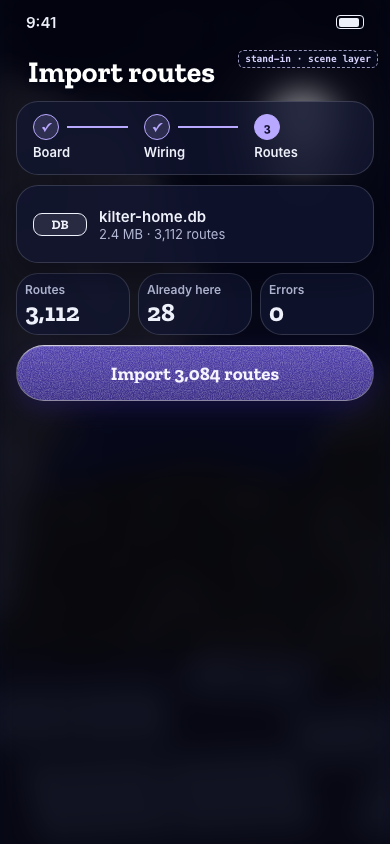 9:41
stand-in · scene layer
Import routes
✓ ✓ 3
Board Wiring Routes
DB
kilter-home.db
2.4 MB · 3,112 routes
Routes Already here Errors
3,112 28 0
Import 3,084 routes